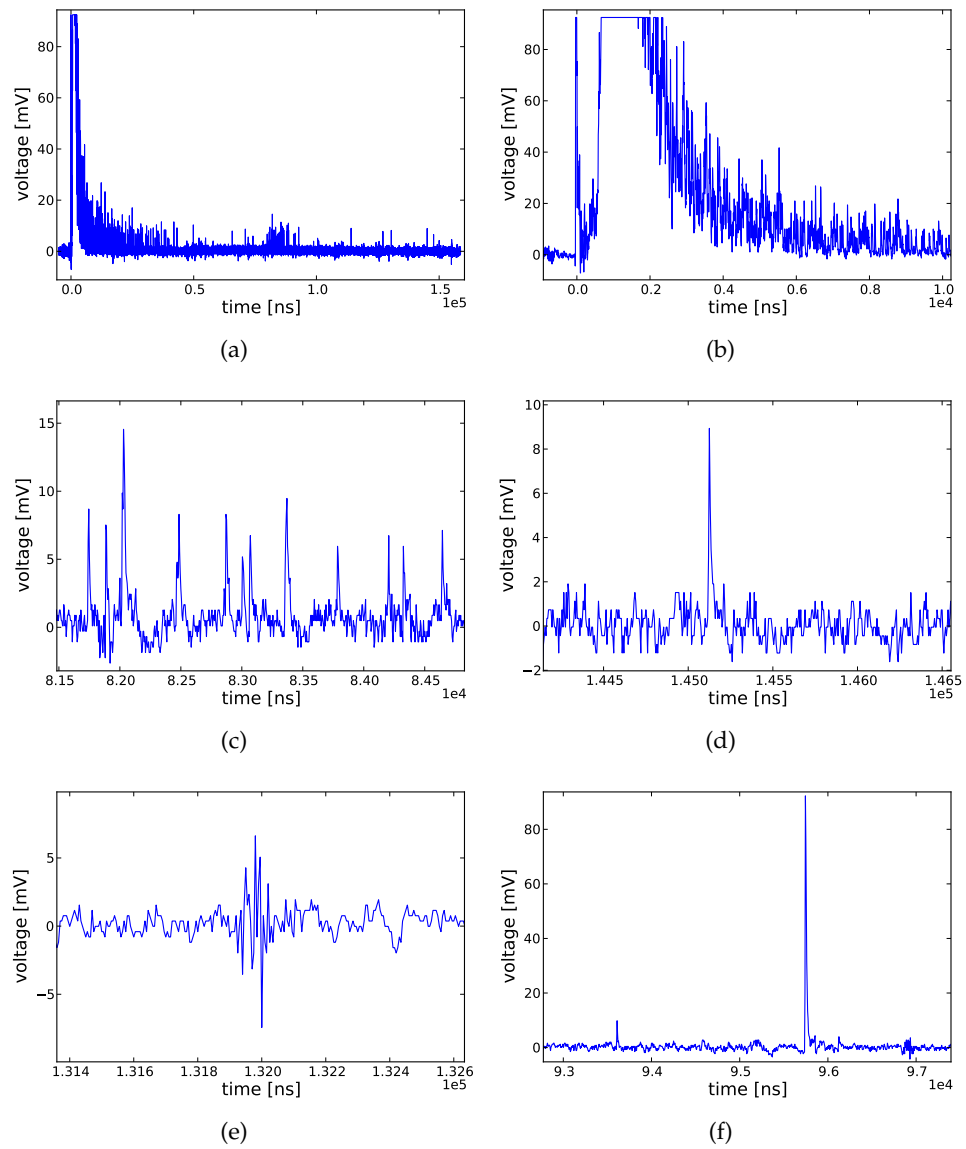 voltage [mV]
80
60
40
20
0
0.0 0.5 1.0 1.5
1e5
time [ns]
(a)
voltage [mV]
80
60
40
20
0
0.0 0.2 0.4 0.6 0.8 1.0
1e4
time [ns]
(b)
voltage [mV]
15
10
5
0
8.15 8.20 8.25 8.30 8.35 8.40 8.45
1e4
time [ns]
(c)
voltage [mV]
10
8
6
4
2
0
−2
1.445 1.450 1.455 1.460 1.465
1e5
time [ns]
(d)
voltage [mV]
5
0
−5
1.314 1.316 1.318 1.320 1.322 1.324 1.326
1e5
time [ns]
(e)
voltage [mV]
80
60
40
20
0
9.3 9.4 9.5 9.6 9.7
1e4
time [ns]
(f)